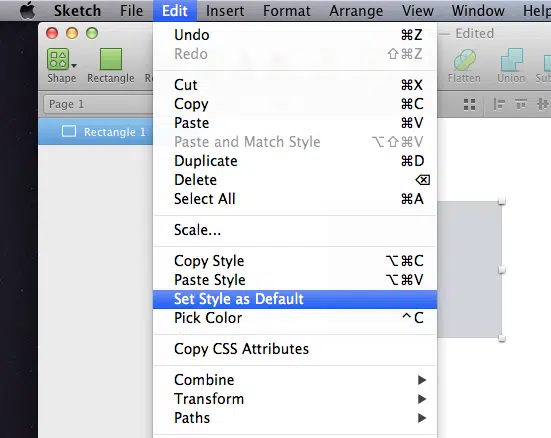 Sketch File Edit Insert Format Arrange View Window Help
Undo ⌘Z
— Edited
Redo ⇧⌘Z
Shape Rectangle Flatten Union
Cut ⌘X
Page 1
Copy ⌘C
Paste ⌘V
Rectangle 1
Paste and Match Style ⌥⇧⌘V
Duplicate ⌘D
Delete ⌫
Select All ⌘A
Scale...
Copy Style ⌥⌘C
Paste Style ⌥⌘V
Set Style as Default
Pick Color ^C
Copy CSS Attributes
Combine ▶
Transform ▶
Paths ▶